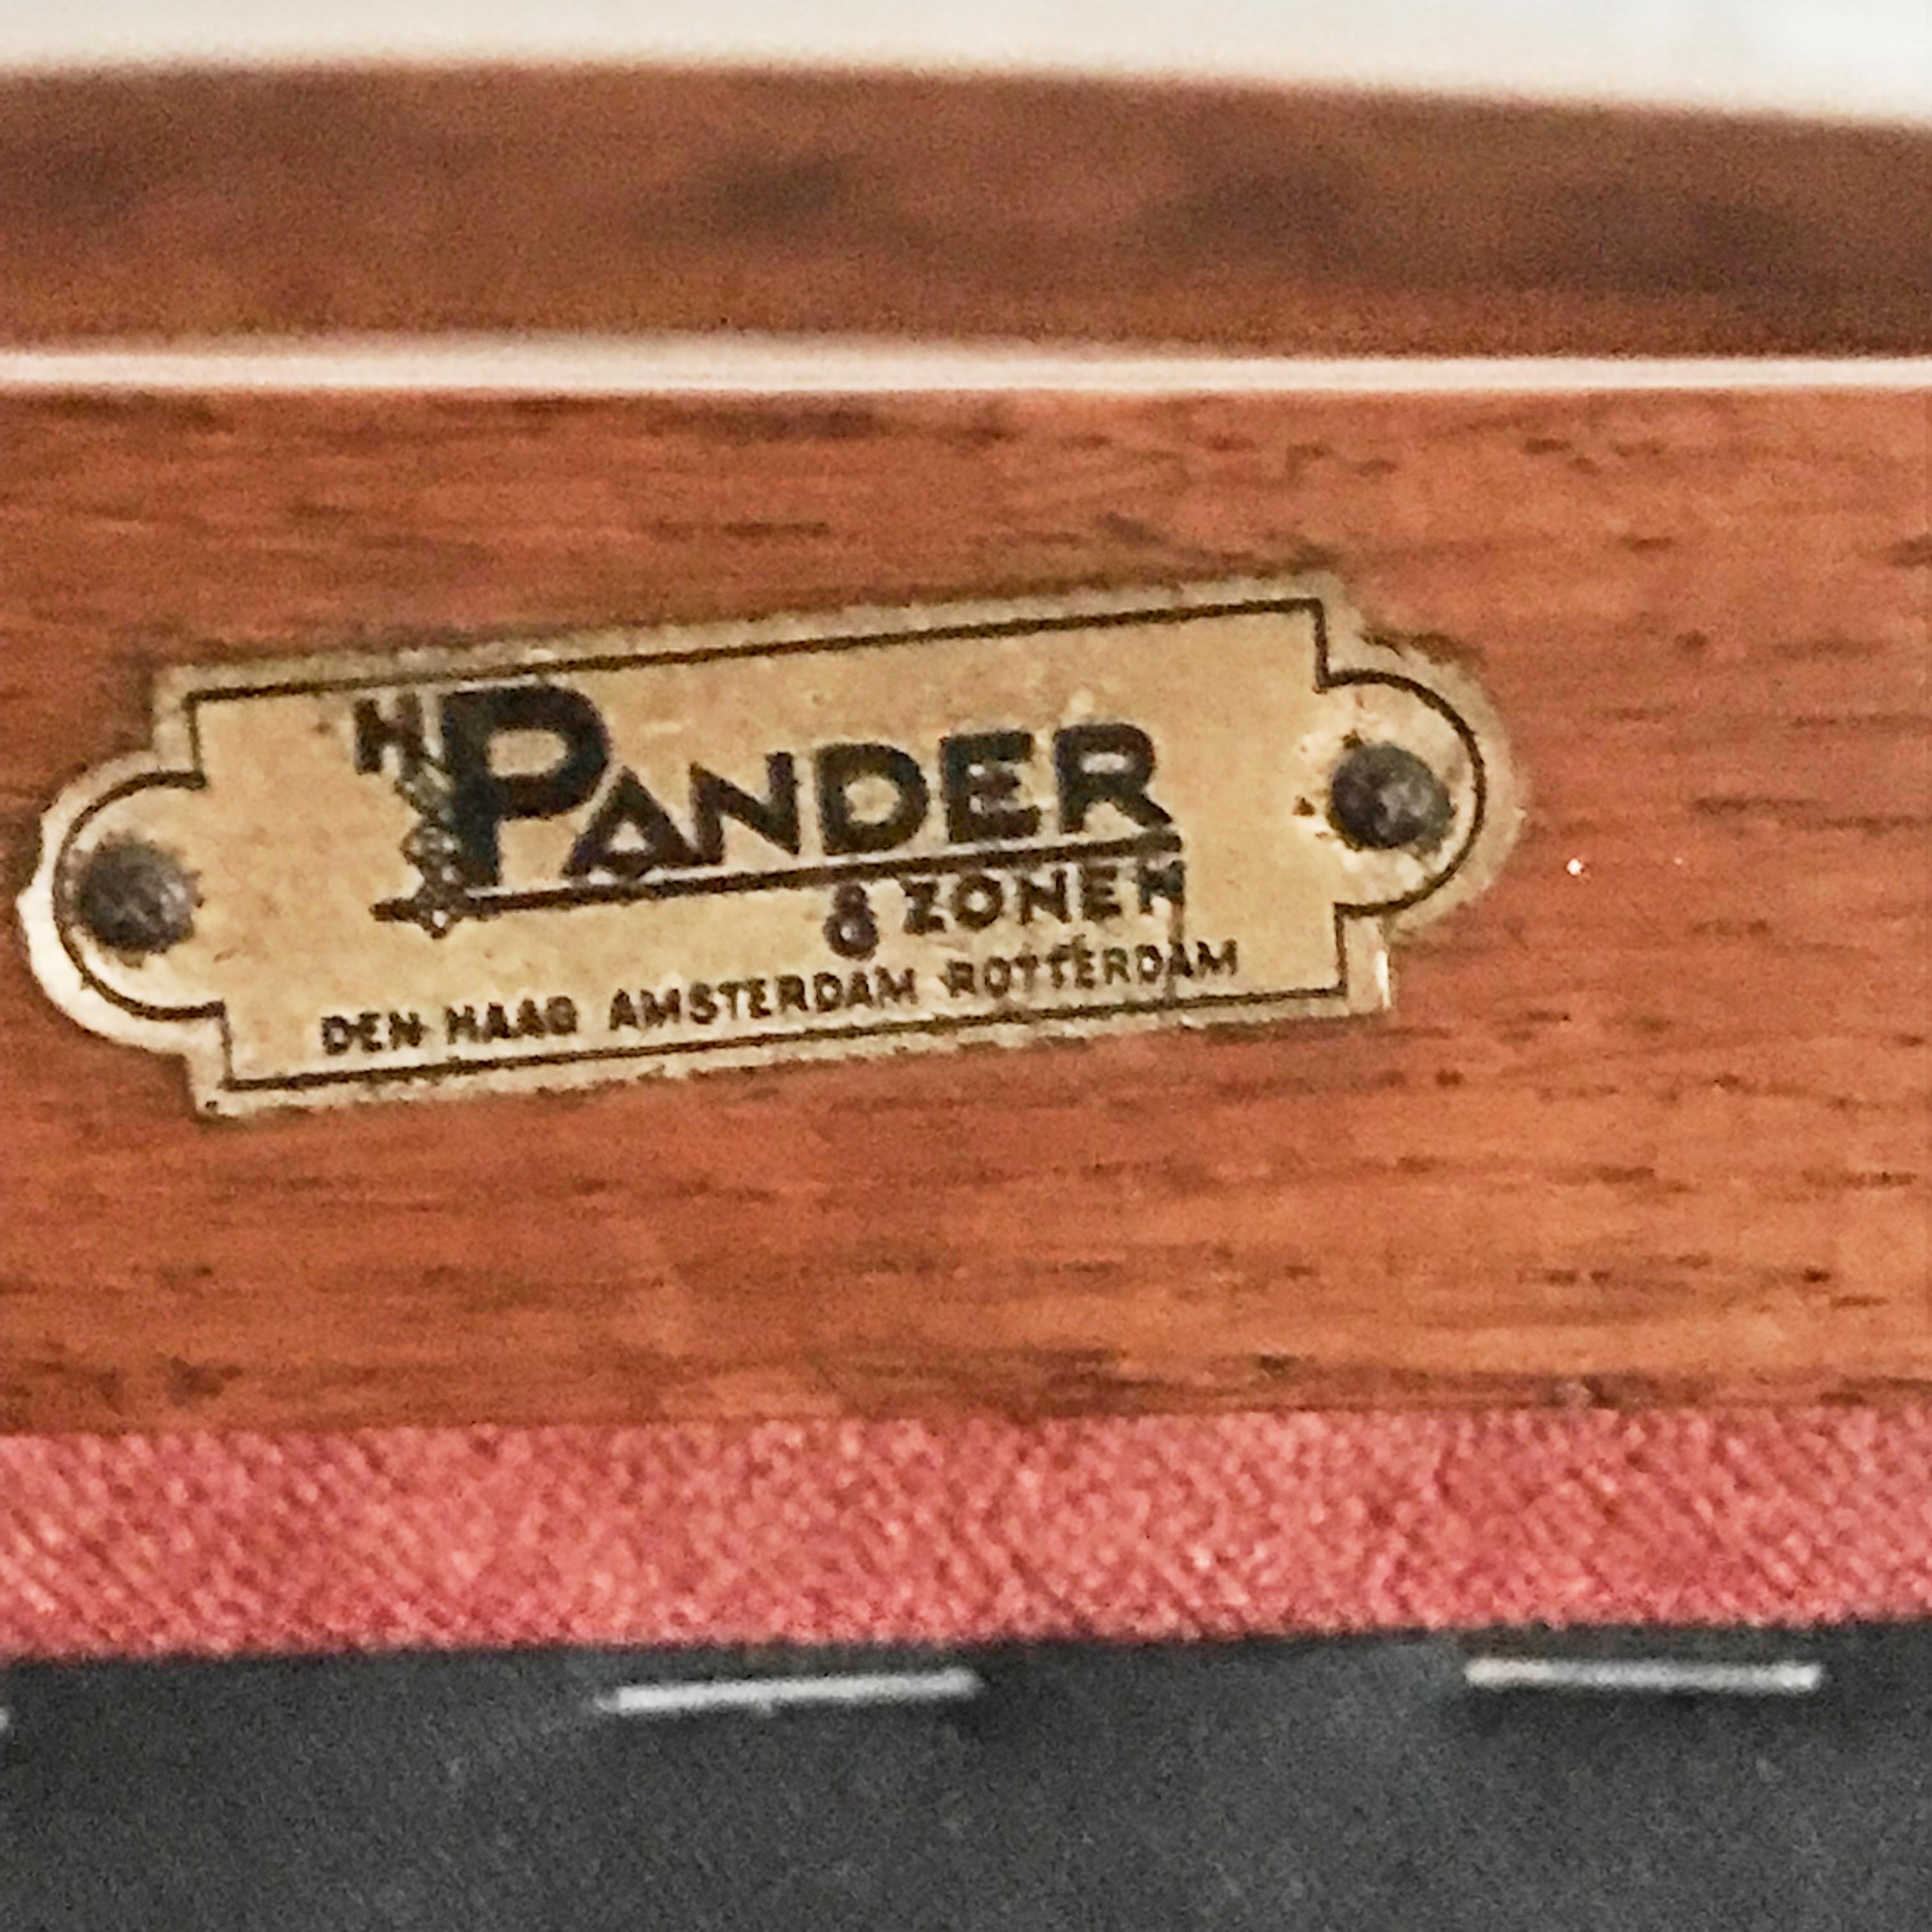 H PANDER
& ZONEN
DEN HAAG AMSTERDAM ROTTERDAM